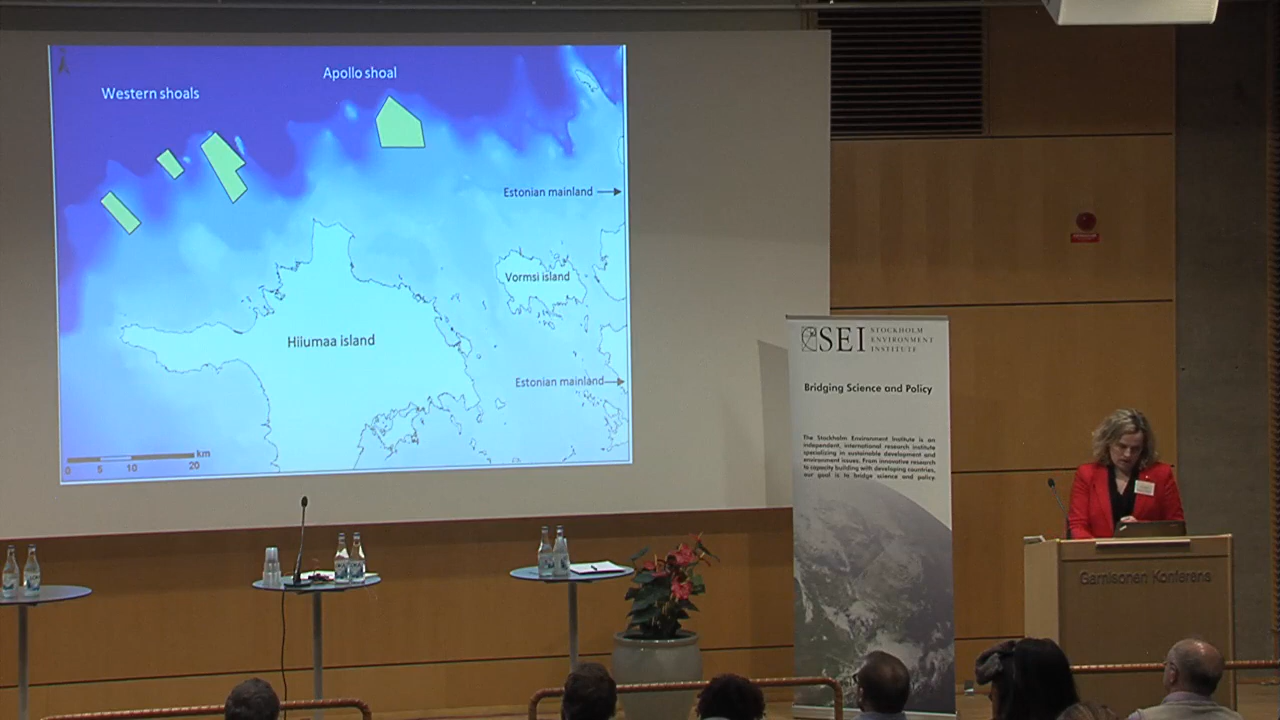 Apollo shoal
Western shoals
Estonian mainland
Vormsi island
Hiiumaa island
Estonian mainland
km
0 5 10 20
SEI STOCKHOLM
ENVIRONMENT
INSTITUTE
Bridging Science and Policy
The Stockholm Environment Institute is an
independent, international research institute
specializing in sustainable development and
environment issues. From innovative research
to capacity building with developing countries,
our goal is to bridge science and policy.
Garnisonen Konferens